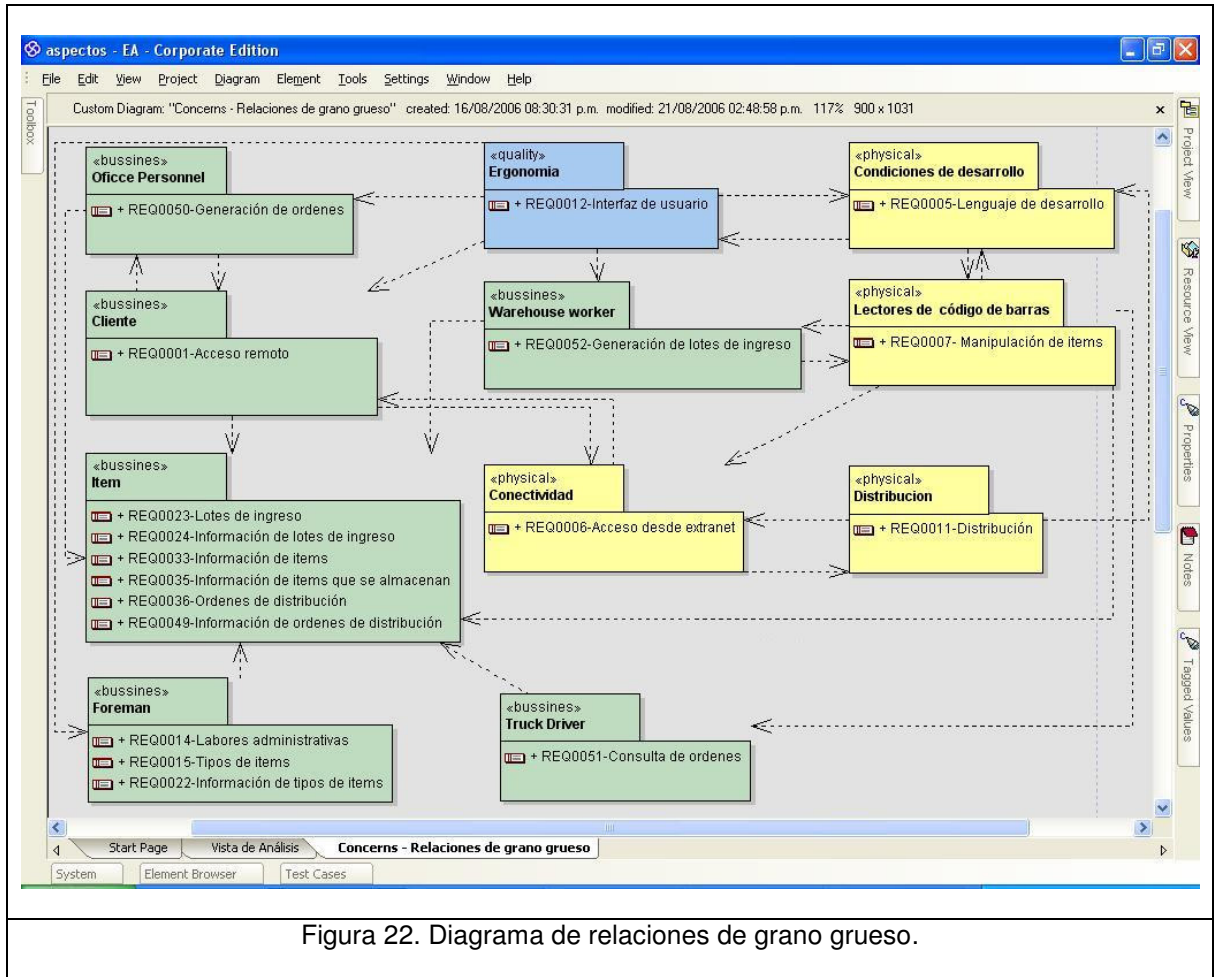 aspectos - EA - Corporate Edition
File Edit View Project Diagram Element Tools Settings Window Help
Toolbox
Custom Diagram: "Concerns - Relaciones de grano grueso" created: 16/08/2006 08:30:31 p.m. modified: 21/08/2006 02:48:58 p.m. 117% 900 x 1031
«bussines»
Oficce Personnel
+ REQ0050-Generación de ordenes
«quality»
Ergonomia
+ REQ0012-Interfaz de usuario
«physical»
Condiciones de desarrollo
+ REQ0005-Lenguaje de desarrollo
«bussines»
Cliente
+ REQ0001-Acceso remoto
«bussines»
Warehouse worker
+ REQ0052-Generación de lotes de ingreso
«physical»
Lectores de código de barras
+ REQ0007- Manipulación de items
«bussines»
Item
+ REQ0023-Lotes de ingreso
+ REQ0024-Información de lotes de ingreso
+ REQ0033-Información de items
+ REQ0035-Información de items que se almacenan
+ REQ0036-Ordenes de distribución
+ REQ0049-Información de ordenes de distribución
«physical»
Conectividad
+ REQ0006-Acceso desde extranet
«physical»
Distribucion
+ REQ0011-Distribución
«bussines»
Foreman
+ REQ0014-Labores administrativas
+ REQ0015-Tipos de items
+ REQ0022-Información de tipos de items
«bussines»
Truck Driver
+ REQ0051-Consulta de ordenes
Project View
Resource View
Properties
Notes
Tagged Values
Start Page Vista de Análisis Concerns - Relaciones de grano grueso
System Element Browser Test Cases
Figura 22. Diagrama de relaciones de grano grueso.